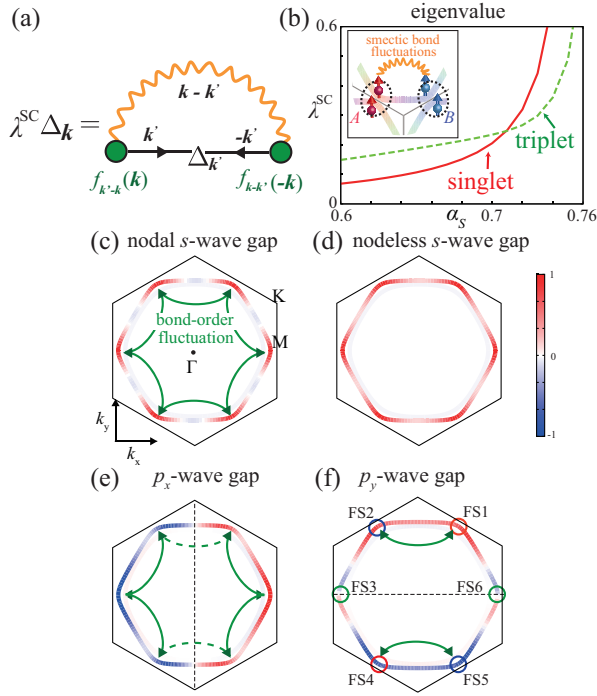 (a)
k - k'
λ^SC Δ_k =
k'
-k'
Δ_k'
f_k'-k(k)
f_k-k'(-k)
(b)
eigenvalue
0.6
λ^SC
0
smectic bond
fluctuations
A
B
triplet
singlet
0.6
0.7
0.76
α_S
(c) nodal s-wave gap
K
bond-order
fluctuation
M
Γ
k_y
k_x
(d) nodeless s-wave gap
1
0
-1
(e) p_x-wave gap
(f) p_y-wave gap
FS2
FS1
FS3
FS6
FS4
FS5